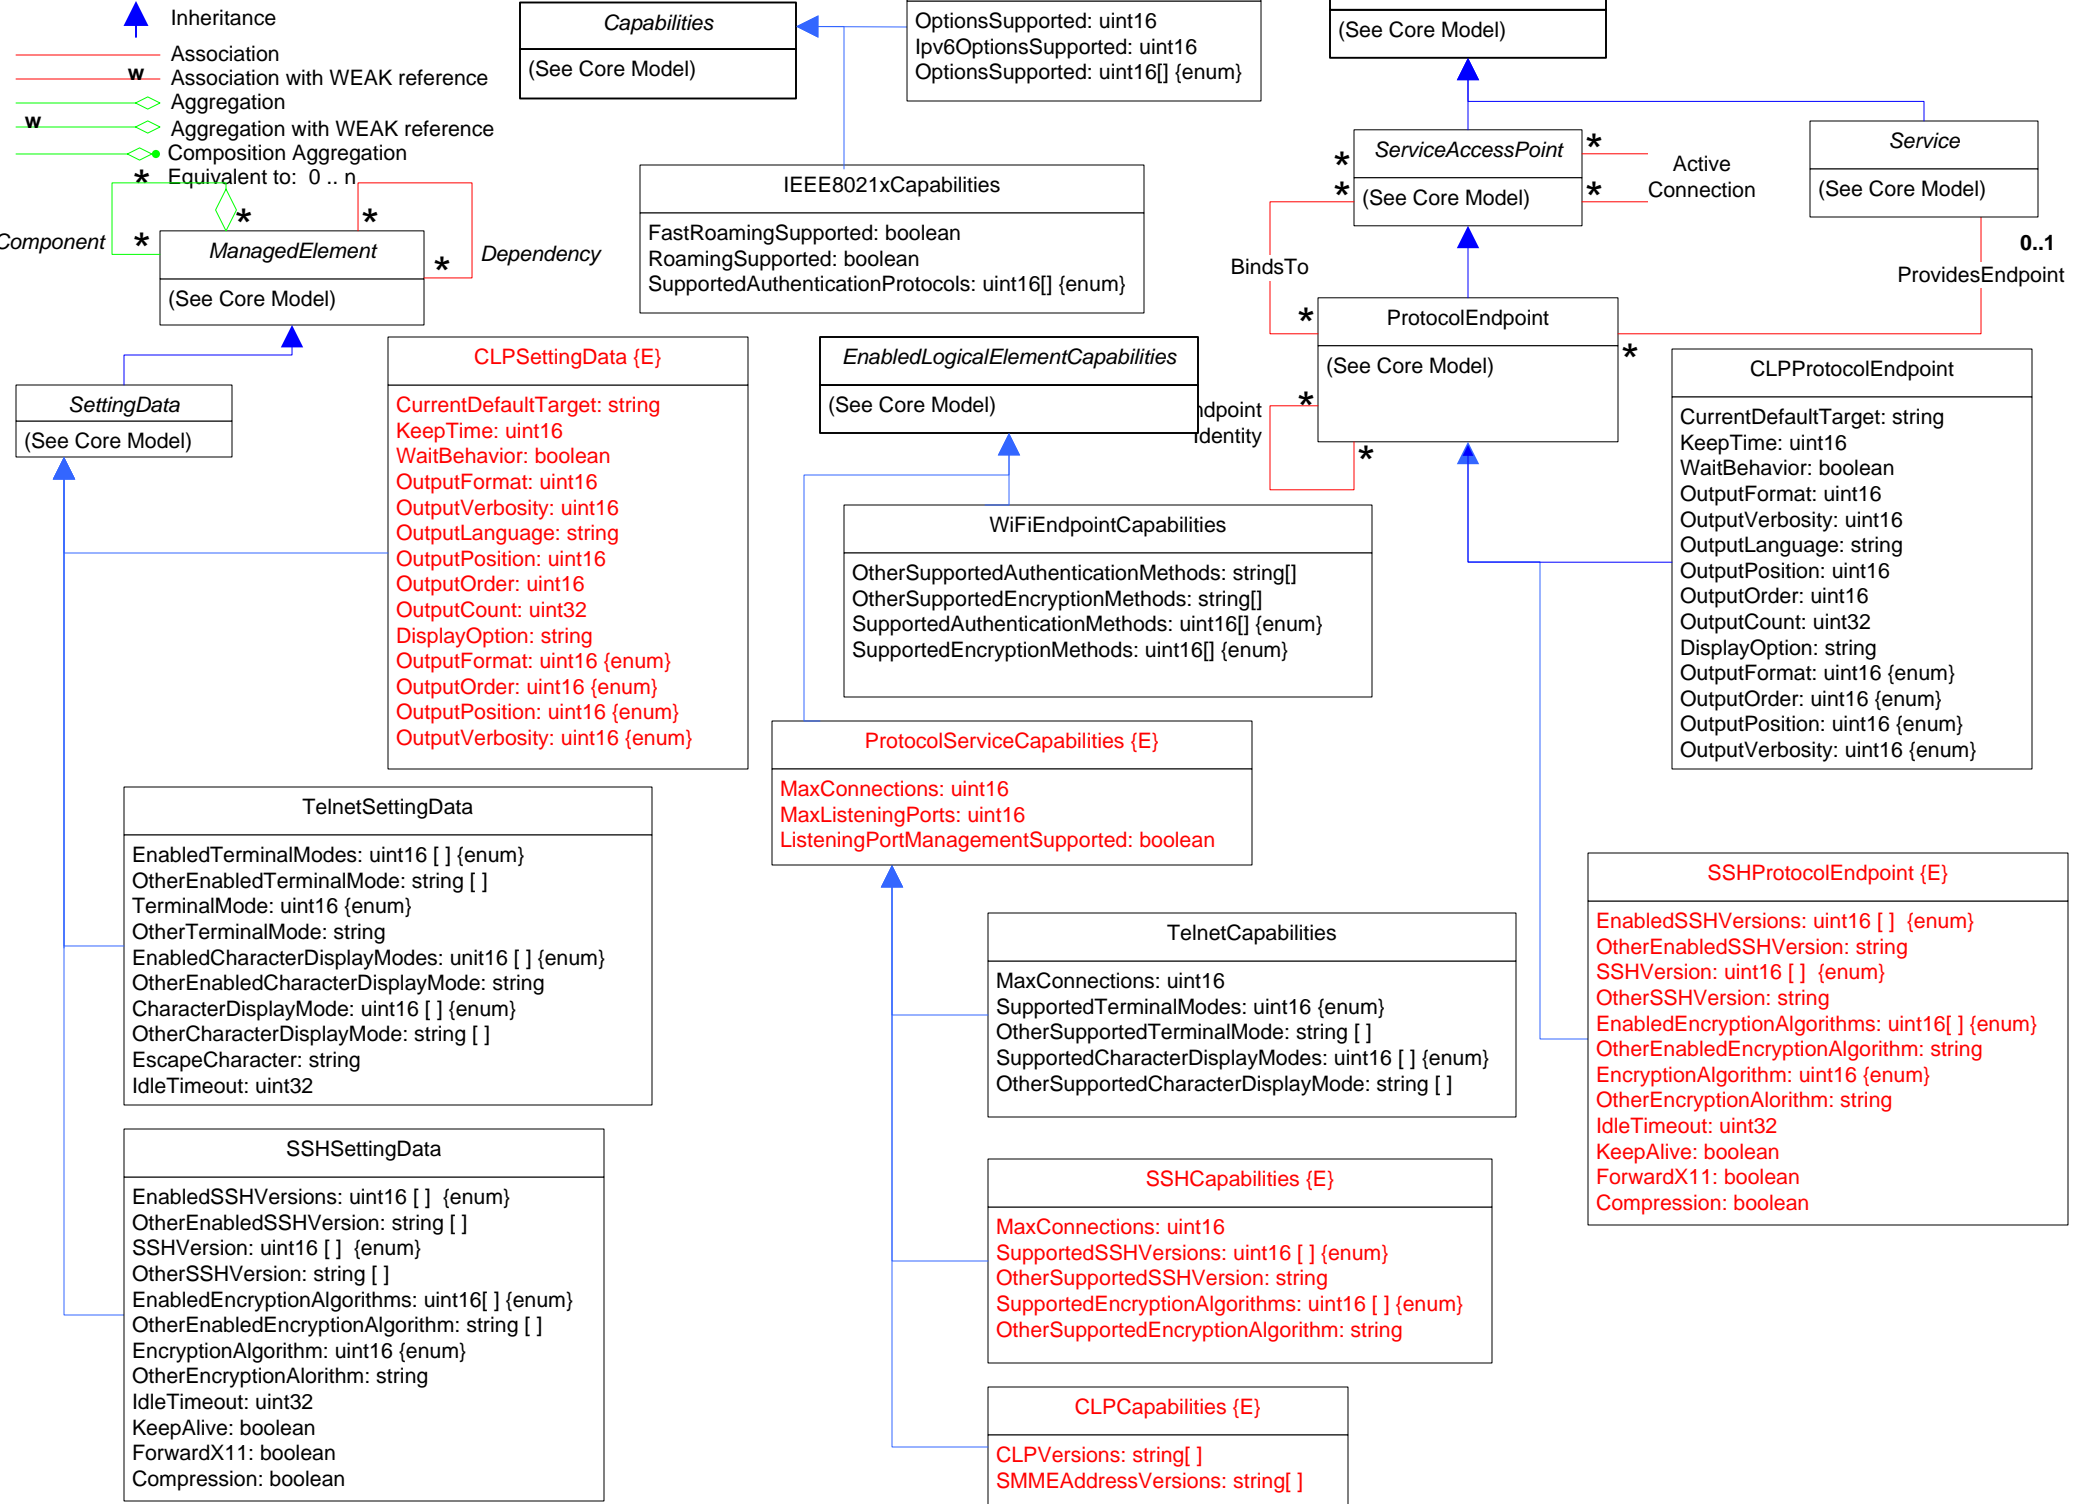 Inheritance
Association
w
Association with WEAK reference
Aggregation
w
Aggregation with WEAK reference
Composition Aggregation
* Equivalent to: 0 .. n
Component
*
*
*
*
Dependency
ManagedElement
(See Core Model)
SettingData
(See Core Model)
CLPSettingData {E}
CurrentDefaultTarget: string
KeepTime: uint16
WaitBehavior: boolean
OutputFormat: uint16
OutputVerbosity: uint16
OutputLanguage: string
OutputPosition: uint16
OutputOrder: uint16
OutputCount: uint32
DisplayOption: string
OutputFormat: uint16 {enum}
OutputOrder: uint16 {enum}
OutputPosition: uint16 {enum}
OutputVerbosity: uint16 {enum}
TelnetSettingData
EnabledTerminalModes: uint16 [ ] {enum}
OtherEnabledTerminalMode: string [ ]
TerminalMode: uint16 {enum}
OtherTerminalMode: string
EnabledCharacterDisplayModes: unit16 [ ] {enum}
OtherEnabledCharacterDisplayMode: string
CharacterDisplayMode: uint16 [ ] {enum}
OtherCharacterDisplayMode: string [ ]
EscapeCharacter: string
IdleTimeout: uint32
SSHSettingData
EnabledSSHVersions: uint16 [ ]  {enum}
OtherEnabledSSHVersion: string [ ]
SSHVersion: uint16 [ ]  {enum}
OtherSSHVersion: string [ ]
EnabledEncryptionAlgorithms: uint16[ ] {enum}
OtherEnabledEncryptionAlgorithm: string [ ]
EncryptionAlgorithm: uint16 {enum}
OtherEncryptionAlorithm: string
IdleTimeout: uint32
KeepAlive: boolean
ForwardX11: boolean
Compression: boolean
Capabilities
(See Core Model)
OptionsSupported: uint16
Ipv6OptionsSupported: uint16
OptionsSupported: uint16[] {enum}
IEEE8021xCapabilities
FastRoamingSupported: boolean
RoamingSupported: boolean
SupportedAuthenticationProtocols: uint16[] {enum}
EnabledLogicalElementCapabilities
(See Core Model)
WiFiEndpointCapabilities
OtherSupportedAuthenticationMethods: string[]
OtherSupportedEncryptionMethods: string[]
SupportedAuthenticationMethods: uint16[] {enum}
SupportedEncryptionMethods: uint16[] {enum}
ProtocolServiceCapabilities {E}
MaxConnections: uint16
MaxListeningPorts: uint16
ListeningPortManagementSupported: boolean
TelnetCapabilities
MaxConnections: uint16
SupportedTerminalModes: uint16 {enum}
OtherSupportedTerminalMode: string [ ]
SupportedCharacterDisplayModes: uint16 [ ] {enum}
OtherSupportedCharacterDisplayMode: string [ ]
SSHCapabilities {E}
MaxConnections: uint16
SupportedSSHVersions: uint16 [ ] {enum}
OtherSupportedSSHVersion: string
SupportedEncryptionAlgorithms: uint16 [ ] {enum}
OtherSupportedEncryptionAlgorithm: string
CLPCapabilities {E}
CLPVersions: string[ ]
SMMEAddressVersions: string[ ]
(See Core Model)
ServiceAccessPoint
(See Core Model)
*
*
*
*
Active
Connection
Service
(See Core Model)
0..1
ProvidesEndpoint
BindsTo
*
ProtocolEndpoint
(See Core Model)
*
*
*
ndpoint
Identity
CLPProtocolEndpoint
CurrentDefaultTarget: string
KeepTime: uint16
WaitBehavior: boolean
OutputFormat: uint16
OutputVerbosity: uint16
OutputLanguage: string
OutputPosition: uint16
OutputOrder: uint16
OutputCount: uint32
DisplayOption: string
OutputFormat: uint16 {enum}
OutputOrder: uint16 {enum}
OutputPosition: uint16 {enum}
OutputVerbosity: uint16 {enum}
SSHProtocolEndpoint {E}
EnabledSSHVersions: uint16 [ ]  {enum}
OtherEnabledSSHVersion: string
SSHVersion: uint16 [ ]  {enum}
OtherSSHVersion: string
EnabledEncryptionAlgorithms: uint16[ ] {enum}
OtherEnabledEncryptionAlgorithm: string
EncryptionAlgorithm: uint16 {enum}
OtherEncryptionAlorithm: string
IdleTimeout: uint32
KeepAlive: boolean
ForwardX11: boolean
Compression: boolean